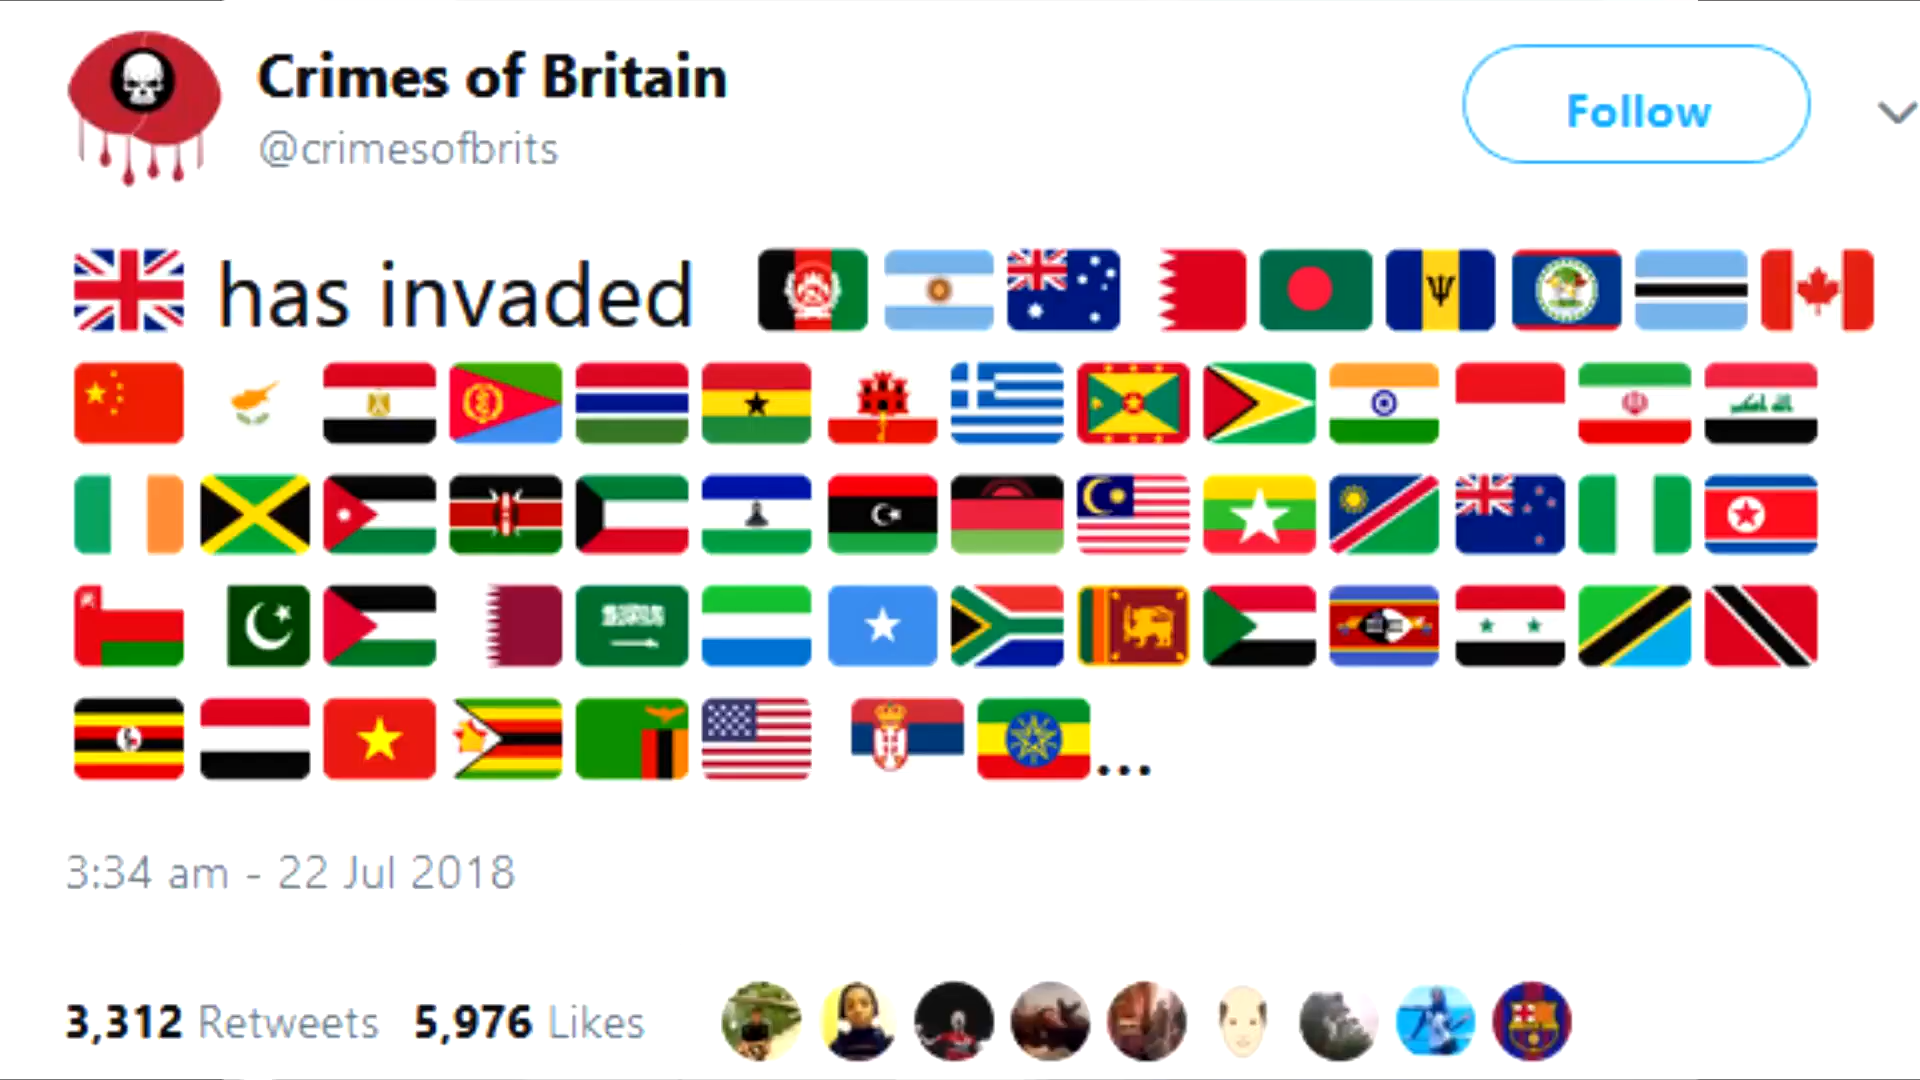 Crimes of Britain
@crimesofbrits
Follow
🇬🇧 has invaded 🇦🇫 🇦🇷 🇦🇺 🇧🇭 🇧🇩 🇧🇧 🇧🇿 🇧🇼 🇨🇦
🇨🇳 🇨🇾 🇪🇬 🇪🇷 🇬🇲 🇬🇭 🇬🇮 🇬🇷 🇬🇩 🇬🇾 🇮🇳 🇮🇩 🇮🇷 🇮🇶
🇮🇪 🇯🇲 🇯🇴 🇰🇪 🇰🇼 🇱🇸 🇱🇾 🇲🇼 🇲🇾 🇲🇲 🇳🇦 🇳🇿 🇳🇬 🇰🇵
🇴🇲 🇵🇰 🇵🇸 🇶🇦 🇸🇦 🇸🇱 🇸🇴 🇿🇦 🇱🇰 🇸🇩 🇸🇿 🇸🇾 🇹🇿 🇹🇹
🇺🇬 🇾🇪 🇻🇳 🇿🇼 🇿🇲 🇺🇸 🇷🇸 🇪🇹...
3:34 am - 22 Jul 2018
3,312 Retweets 5,976 Likes